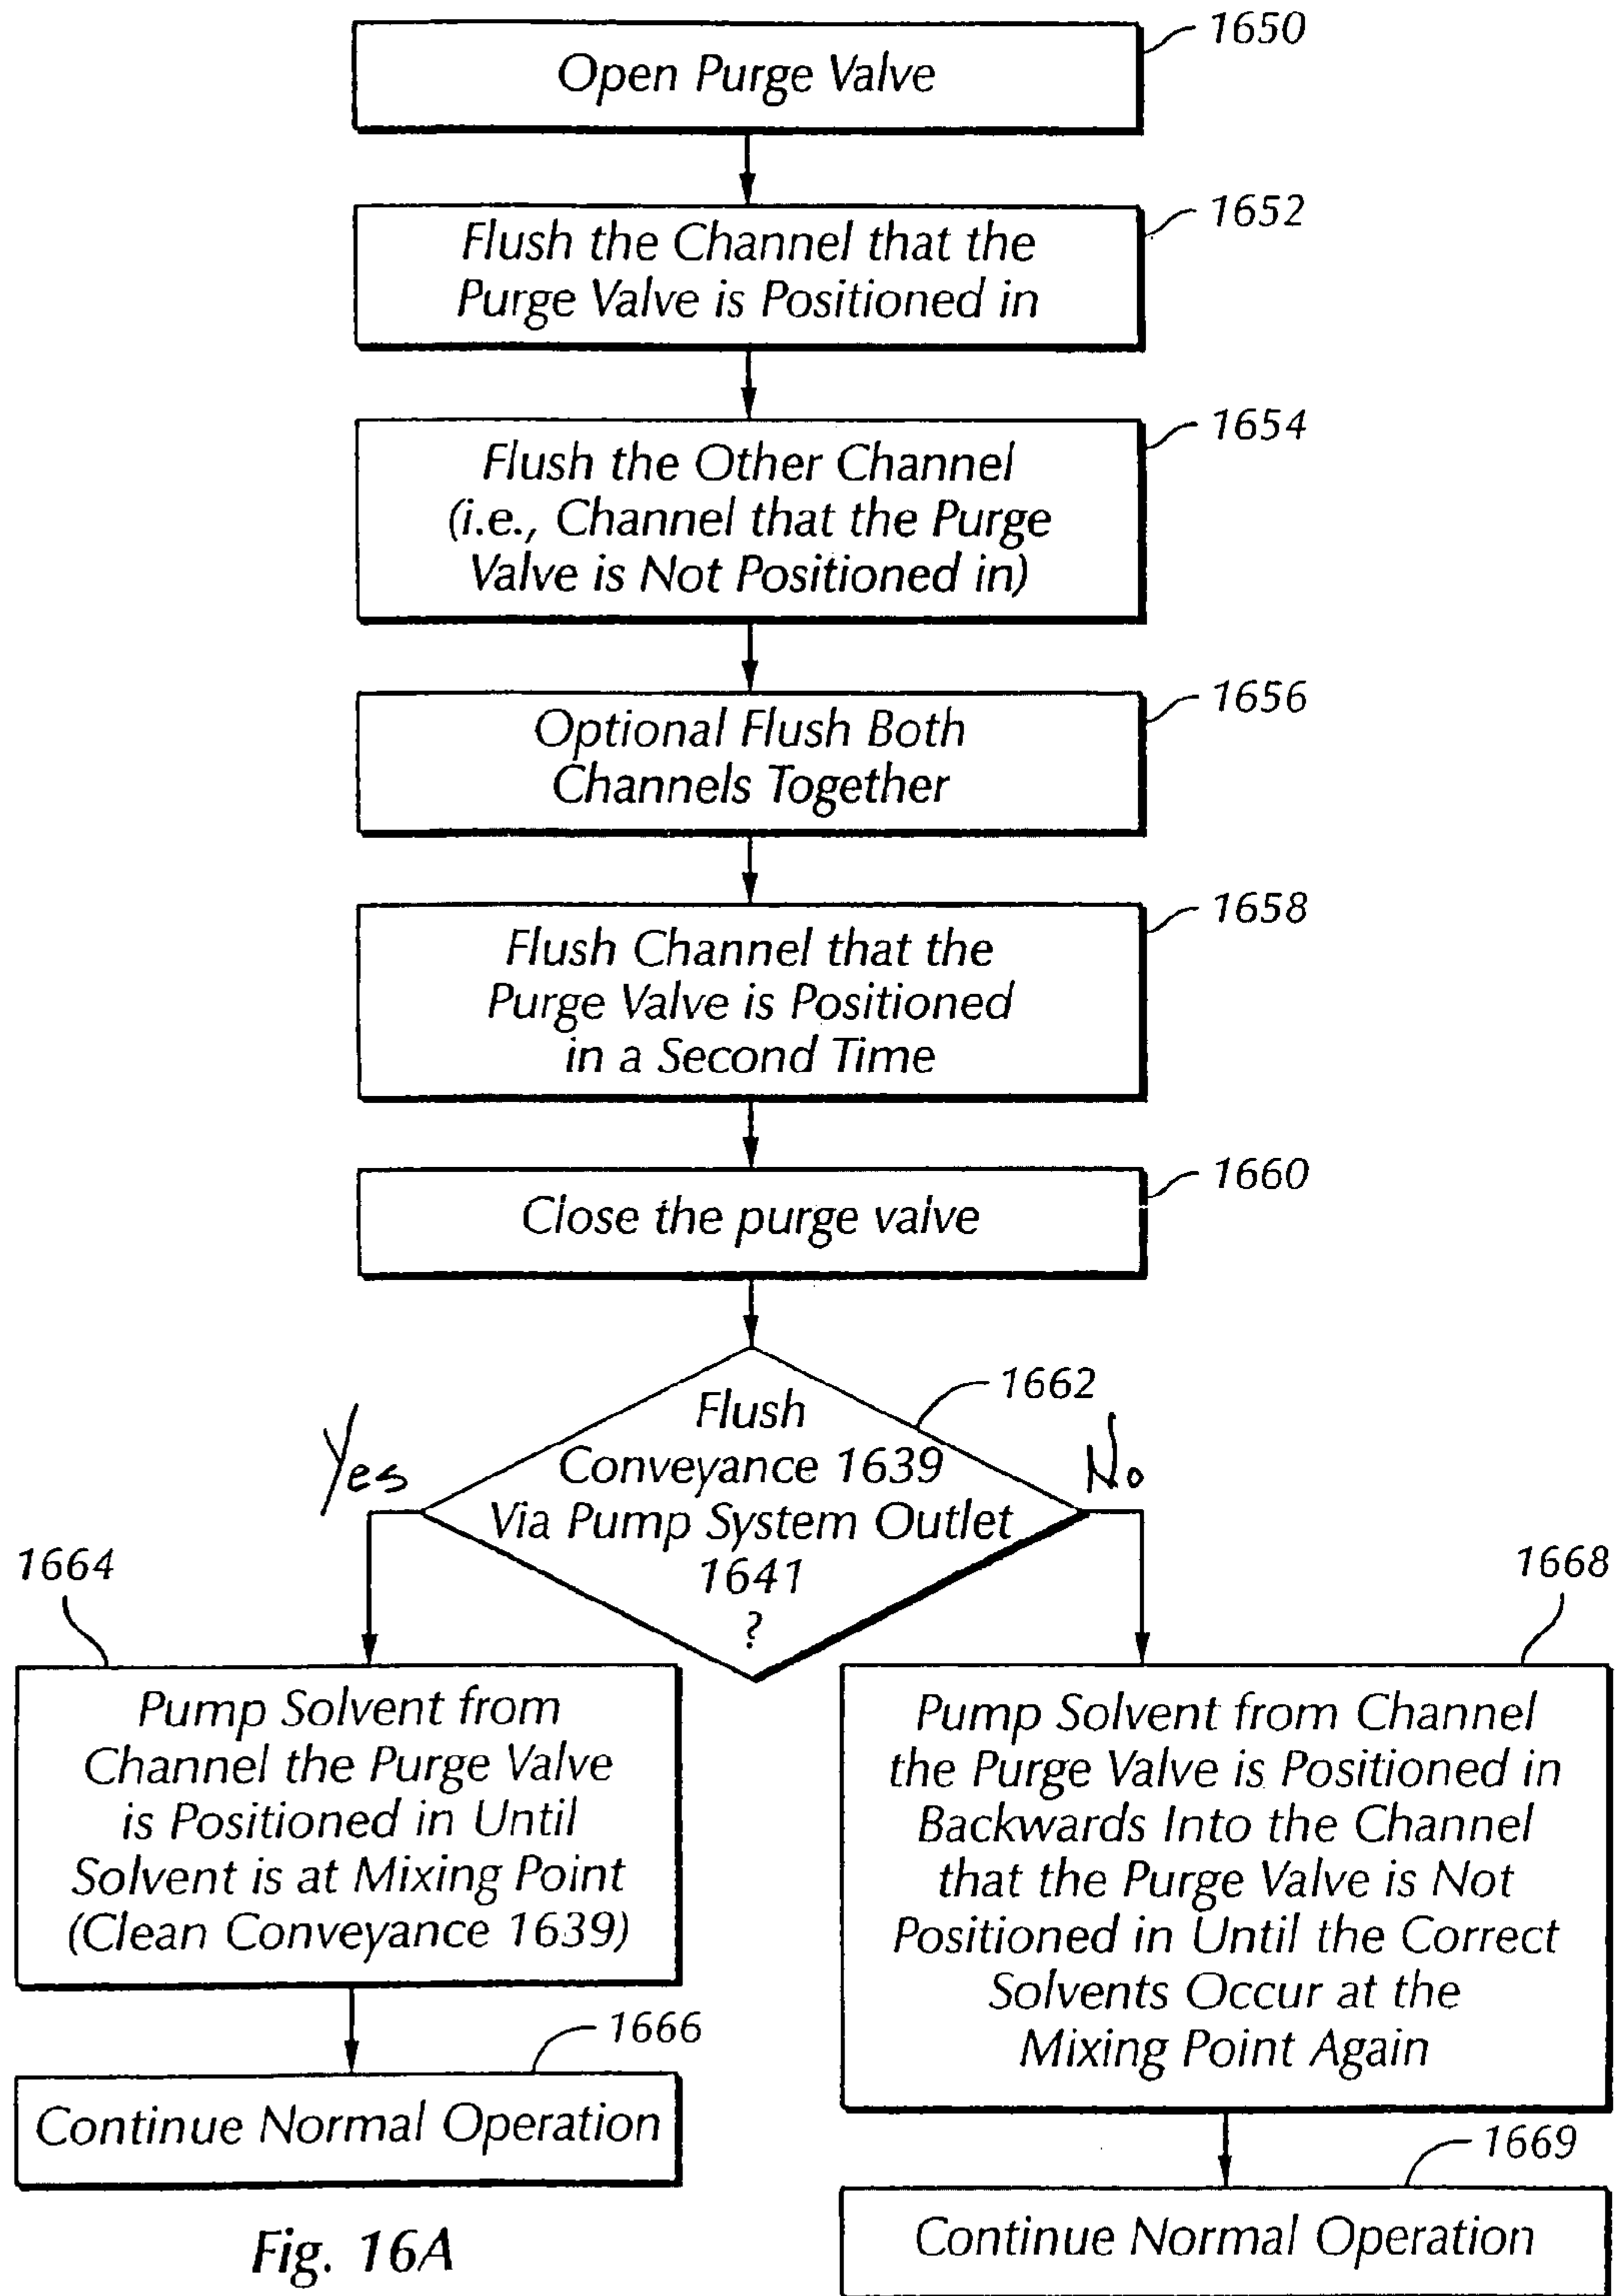 1650
Open Purge Valve
1652
Flush the Channel that the
Purge Valve is Positioned in
1654
Flush the Other Channel
(i.e., Channel that the Purge
Valve is Not Positioned in)
1656
Optional Flush Both
Channels Together
1658
Flush Channel that the
Purge Valve is Positioned
in a Second Time
1660
Close the purge valve
1662
Flush
Conveyance 1639
Via Pump System Outlet
1641
?
Yes
No
1664
Pump Solvent from
Channel the Purge Valve
is Positioned in Until
Solvent is at Mixing Point
(Clean Conveyance 1639)
1666
Continue Normal Operation
1668
Pump Solvent from Channel
the Purge Valve is Positioned in
Backwards Into the Channel
that the Purge Valve is Not
Positioned in Until the Correct
Solvents Occur at the
Mixing Point Again
1669
Continue Normal Operation
Fig. 16A